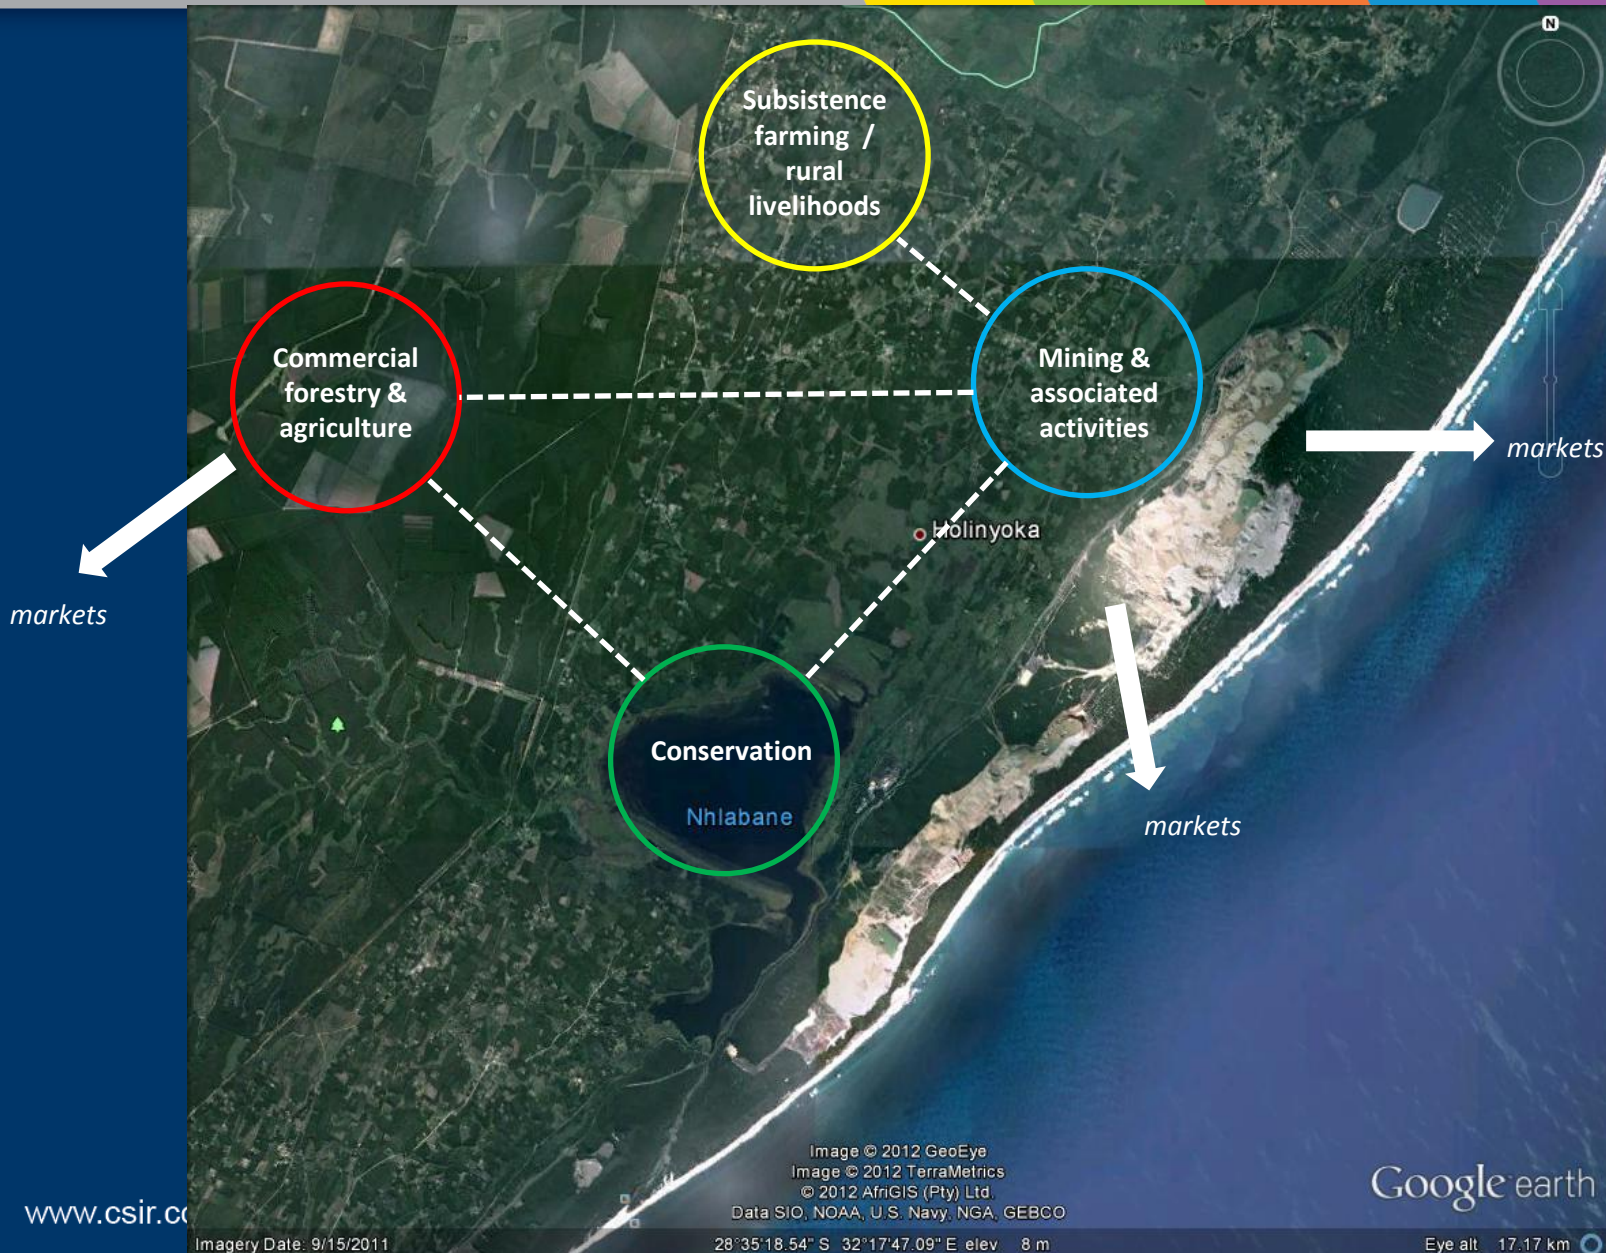 N
Subsistence
farming /
rural
livelihoods
Commercial
forestry &
agriculture
Mining &
associated
activities
markets
Holinyoka
markets
Conservation
Nhlabane
markets
Image © 2012 GeoEye
Image © 2012 TerraMetrics
© 2012 AfriGIS (Pty) Ltd.
Data SIO, NOAA, U.S. Navy, NGA, GEBCO
Google earth
www.csir.co
Imagery Date: 9/15/2011
28°35'18.54" S 32°17'47.09" E elev 8 m
Eye alt 17.17 km